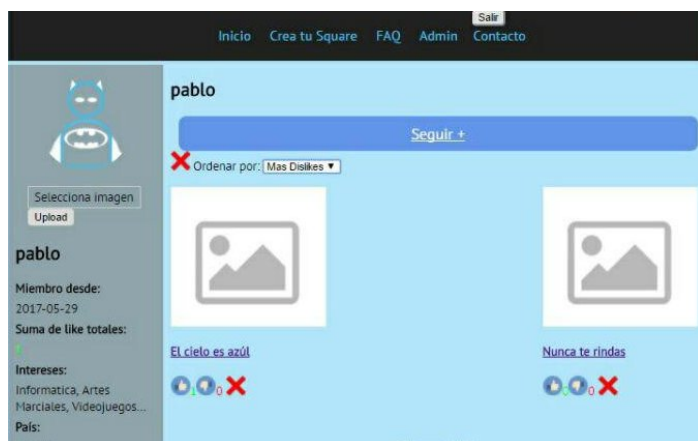 Salir
Inicio Crea tu Square FAQ Admin Contacto
pablo
Seguir +
Ordenar por: Mas Dislikes
Selecciona imagen
Upload
pablo
Miembro desde:
2017-05-29
Suma de like totales:
Intereses:
Informatica, Artes
Marciales, Videojuegos...
País:
El cielo es azúl
1 0
Nunca te rindas
0 0